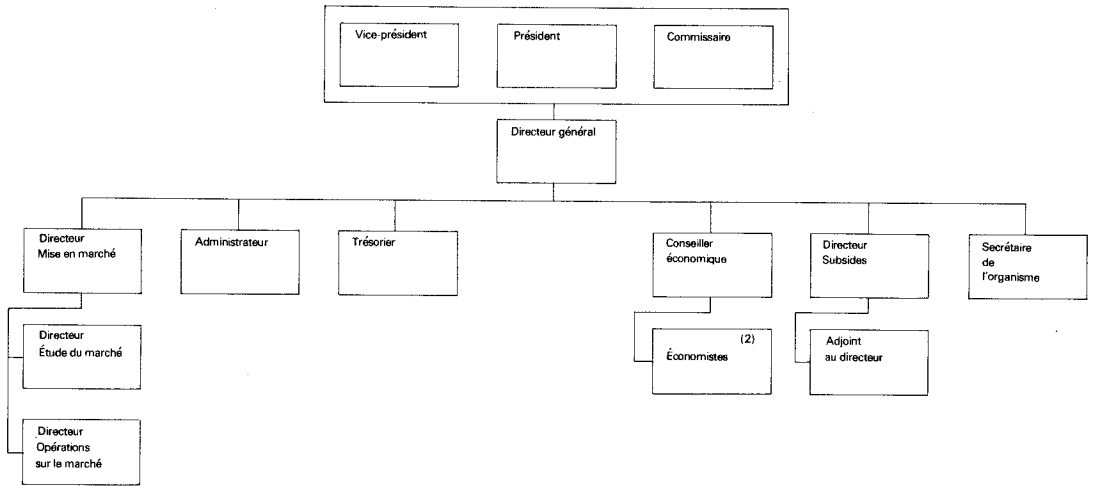 Vice-président
Président
Commissaire
Directeur général
Directeur
Mise en marché
Administrateur
Trésorier
Conseiller
économique
Directeur
Subsides
Secrétaire
de
l'organisme
Directeur
Étude du marché
(2)
Économistes
Adjoint
au directeur
Directeur
Opérations
sur le marché